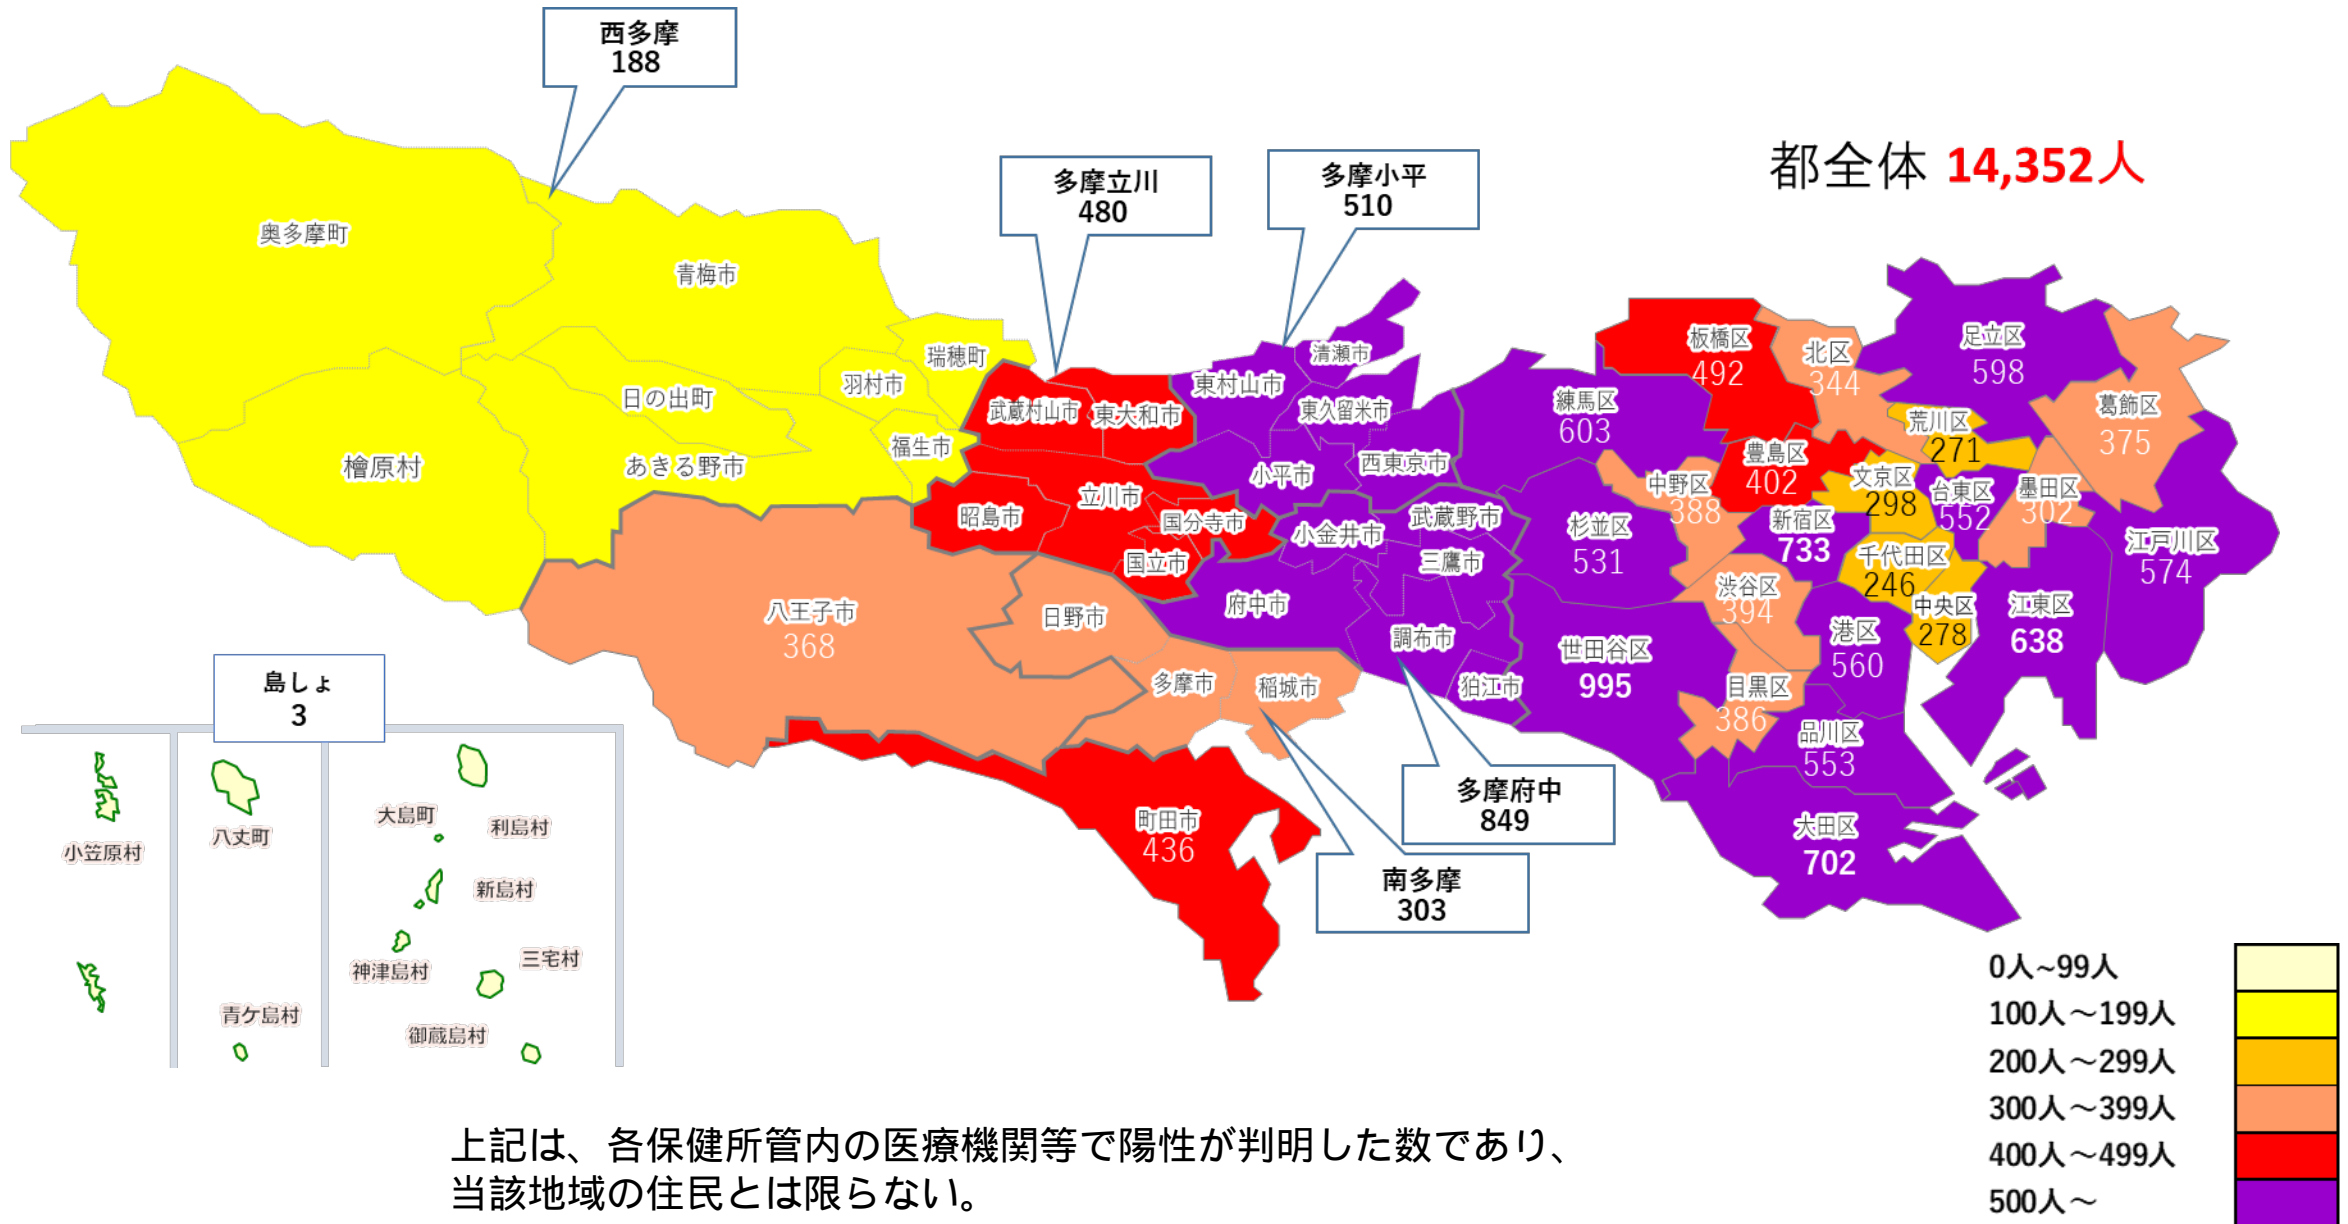 西多摩
188
多摩立川
480
多摩小平
510
都全体 14,352人
奥多摩町
青梅市
瑞穂町
羽村市
日の出町
福生市
あきる野市
檜原村
武蔵村山市
東大和市
昭島市
立川市
国分寺市
国立市
東村山市
清瀬市
東久留米市
小平市
西東京市
小金井市
武蔵野市
三鷹市
府中市
調布市
狛江市
八王子市
368
日野市
多摩市
稲城市
町田市
436
多摩府中
849
南多摩
303
板橋区
492
北区
344
足立区
598
葛飾区
375
練馬区
603
荒川区
271
豊島区
402
文京区
298
台東区
552
墨田区
302
中野区
388
杉並区
531
新宿区
733
千代田区
246
江戸川区
574
渋谷区
394
中央区
278
江東区
638
港区
560
世田谷区
995
目黒区
386
品川区
553
大田区
702
島しょ
3
小笠原村
八丈町
青ケ島村
大島町
利島村
新島村
神津島村
三宅村
御蔵島村
0人~99人
100人～199人
200人～299人
300人～399人
400人～499人
500人～
上記は、各保健所管内の医療機関等で陽性が判明した数であり、
当該地域の住民とは限らない。